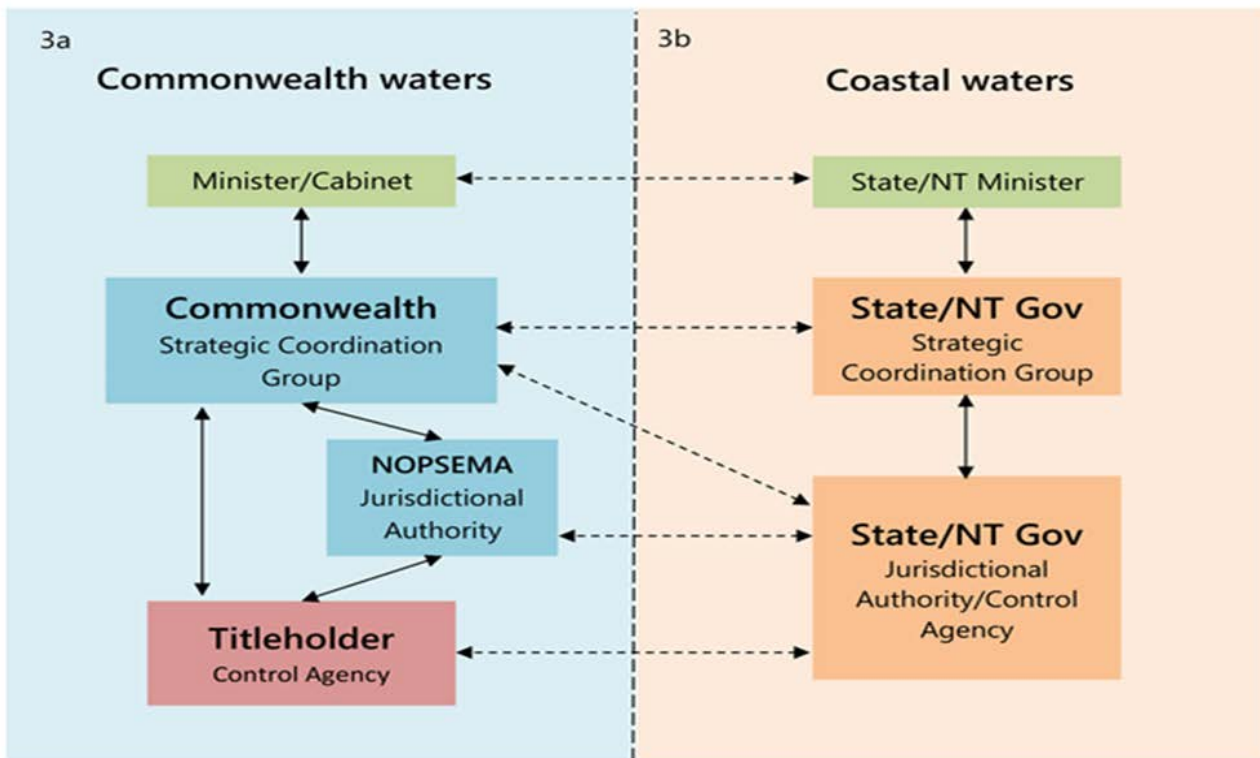 3a
Commonwealth waters
Minister/Cabinet
Commonwealth
Strategic Coordination
Group
NOPSEMA
Jurisdictional
Authority
Titleholder
Control Agency
3b
Coastal waters
State/NT Minister
State/NT Gov
Strategic
Coordination Group
State/NT Gov
Jurisdictional
Authority/Control
Agency